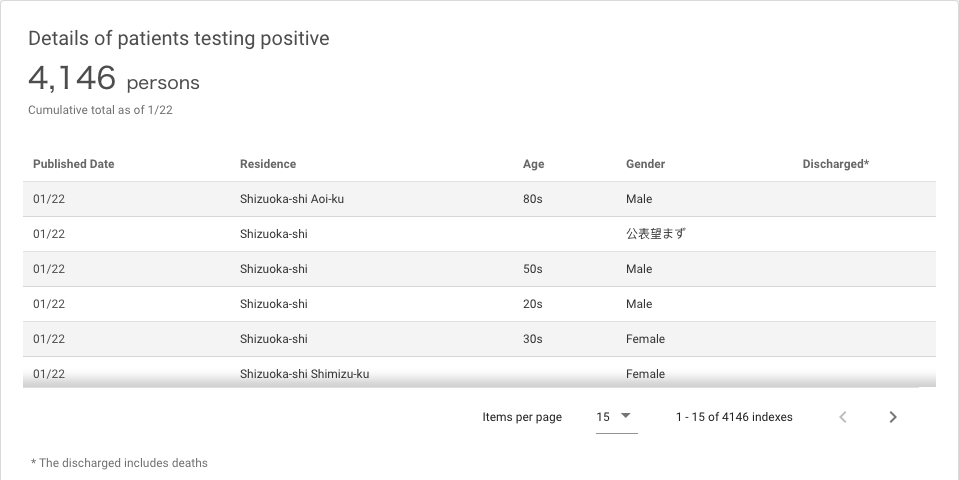 Details of patients testing positive
4,146 persons
Cumulative total as of 1/22
Published Date Residence Age Gender Discharged*
01/22 Shizuoka-shi Aoi-ku 80s Male
01/22 Shizuoka-shi 公表望まず
01/22 Shizuoka-shi 50s Male
01/22 Shizuoka-shi 20s Male
01/22 Shizuoka-shi 30s Female
01/22 Shizuoka-shi Shimizu-ku Female
Items per page 15 1 - 15 of 4146 indexes
* The discharged includes deaths